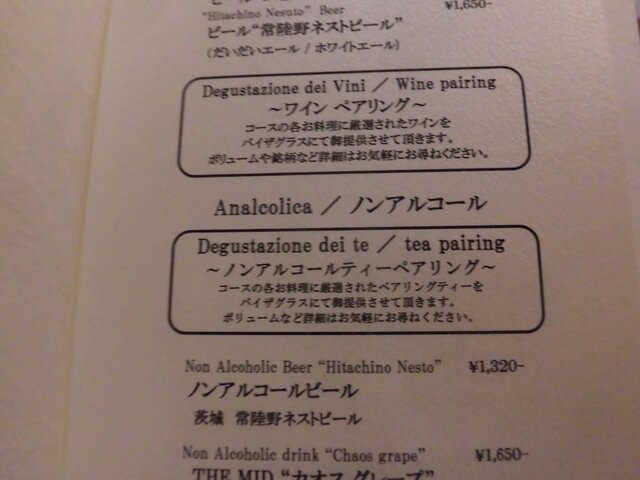 ¥1,650-
"Hitachino Nesuto" Beer
ビール"常陸野ネストビール"
(だいだいエール / ホワイトエール)
Degustazione dei Vini / Wine pairing
～ワイン ペアリング～
コースの各お料理に厳選されたワインを
バイザグラスにて御提供させて頂きます。
ボリュームや銘柄など詳細はお気軽にお尋ねください。
Analcolica / ノンアルコール
Degustazione dei te / tea pairing
～ノンアルコールティーペアリング～
コースの各お料理に厳選されたペアリングティーを
バイザグラスにて御提供させて頂きます。
ボリュームなど詳細はお気軽にお尋ねください。
Non Alcoholic Beer "Hitachino Nesto" ¥1,320-
ノンアルコールビール
茨城 常陸野ネストビール
Non Alcoholic drink "Chaos grape" ¥1,650-
THE MID "カオス グレープ"